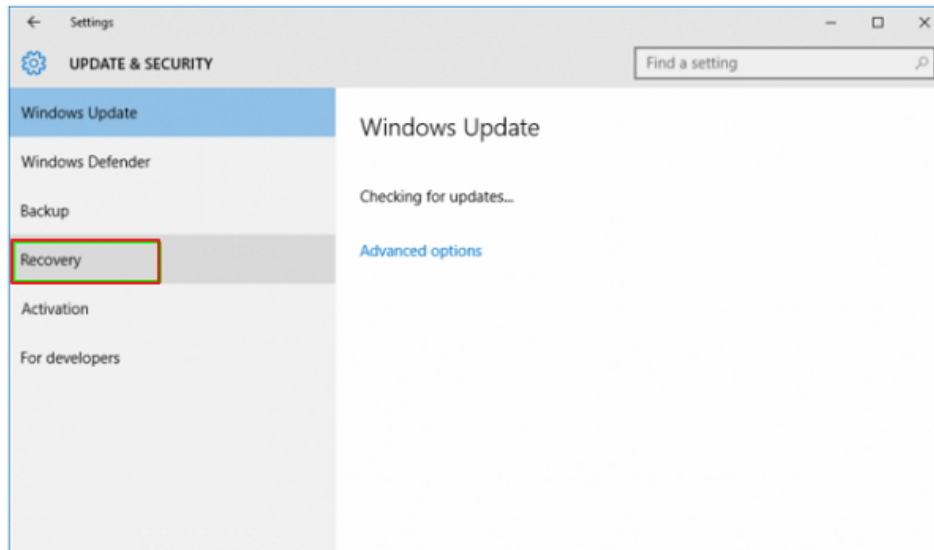 Settings
UPDATE & SECURITY
Find a setting
Windows Update
Windows Defender
Backup
Recovery
Activation
For developers
Windows Update
Checking for updates...
Advanced options